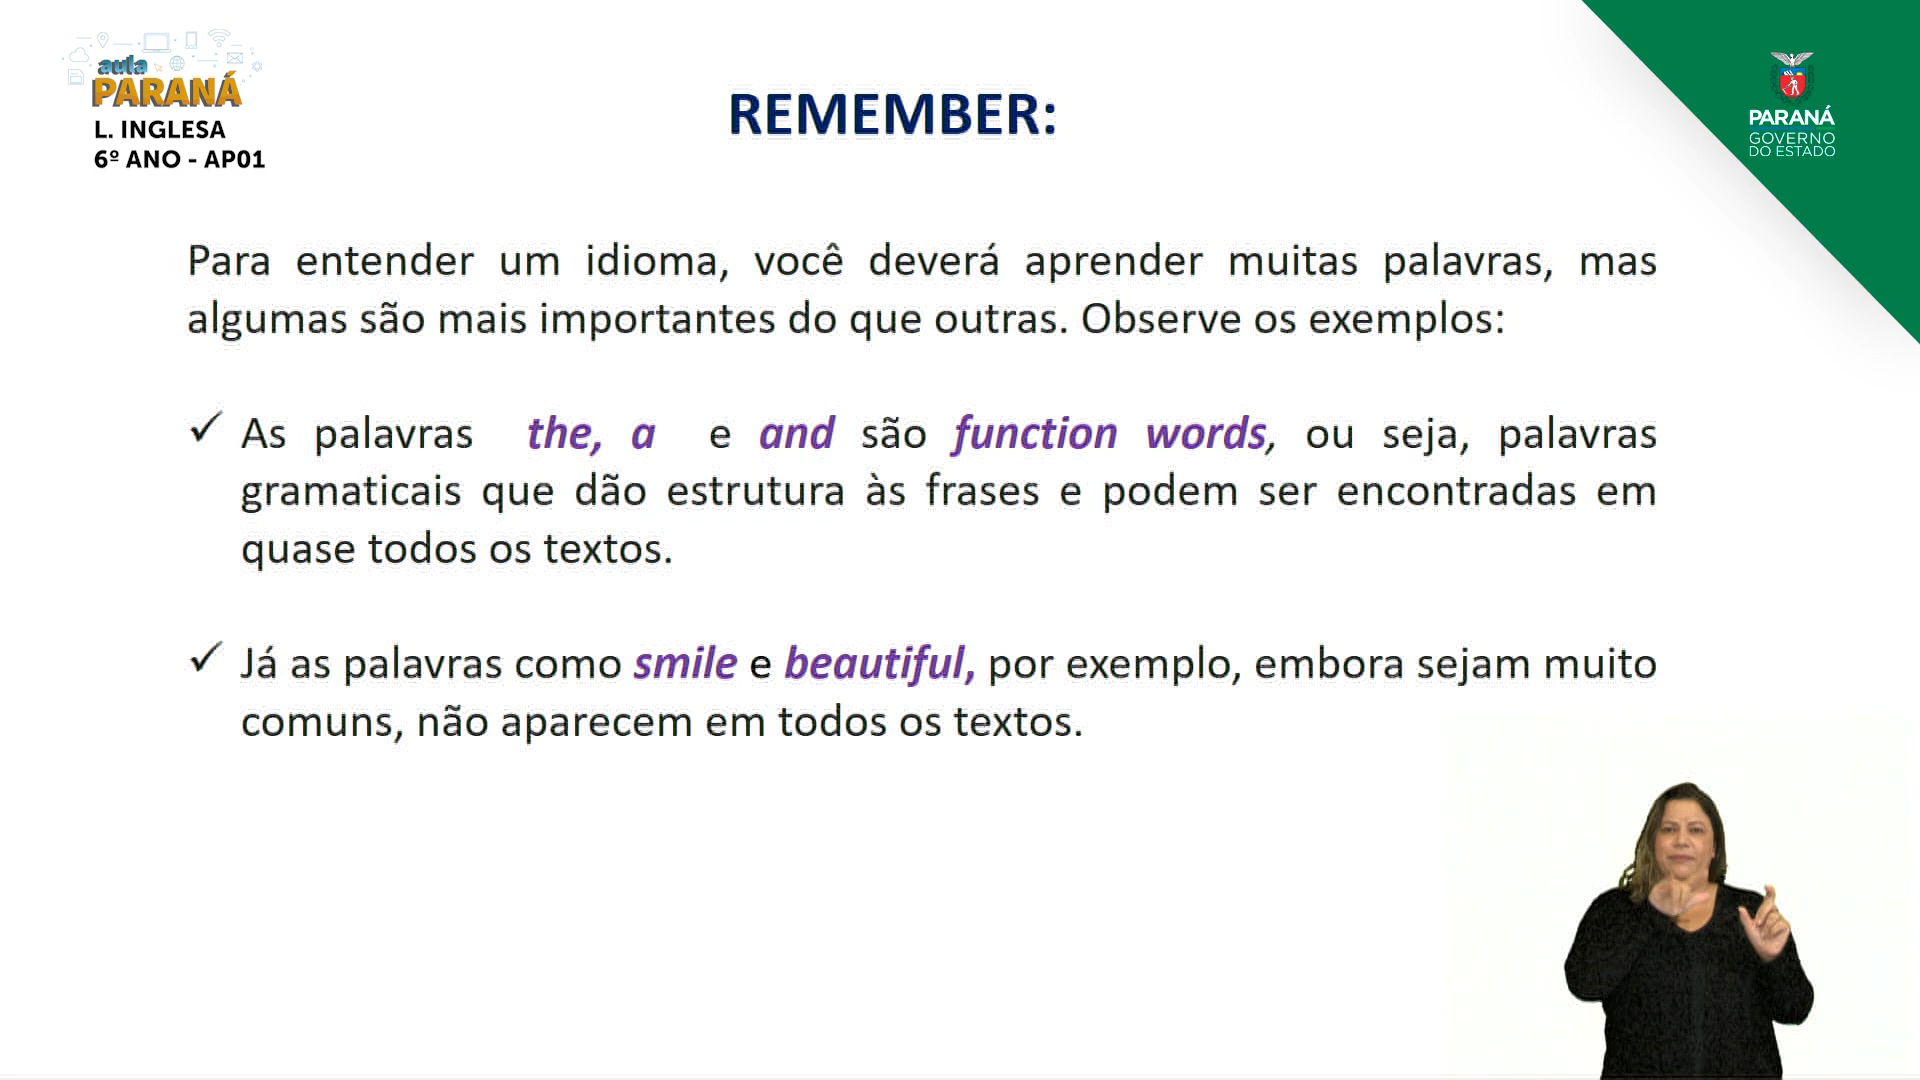 aula
PARANÁ
L. INGLESA
6º ANO - AP01
REMEMBER:
PARANÁ
GOVERNO
DO ESTADO
Para entender um idioma, você deverá aprender muitas palavras, mas
algumas são mais importantes do que outras. Observe os exemplos:
✓ As palavras the, a e and são function words, ou seja, palavras
gramaticais que dão estrutura às frases e podem ser encontradas em
quase todos os textos.
✓ Já as palavras como smile e beautiful, por exemplo, embora sejam muito
comuns, não aparecem em todos os textos.